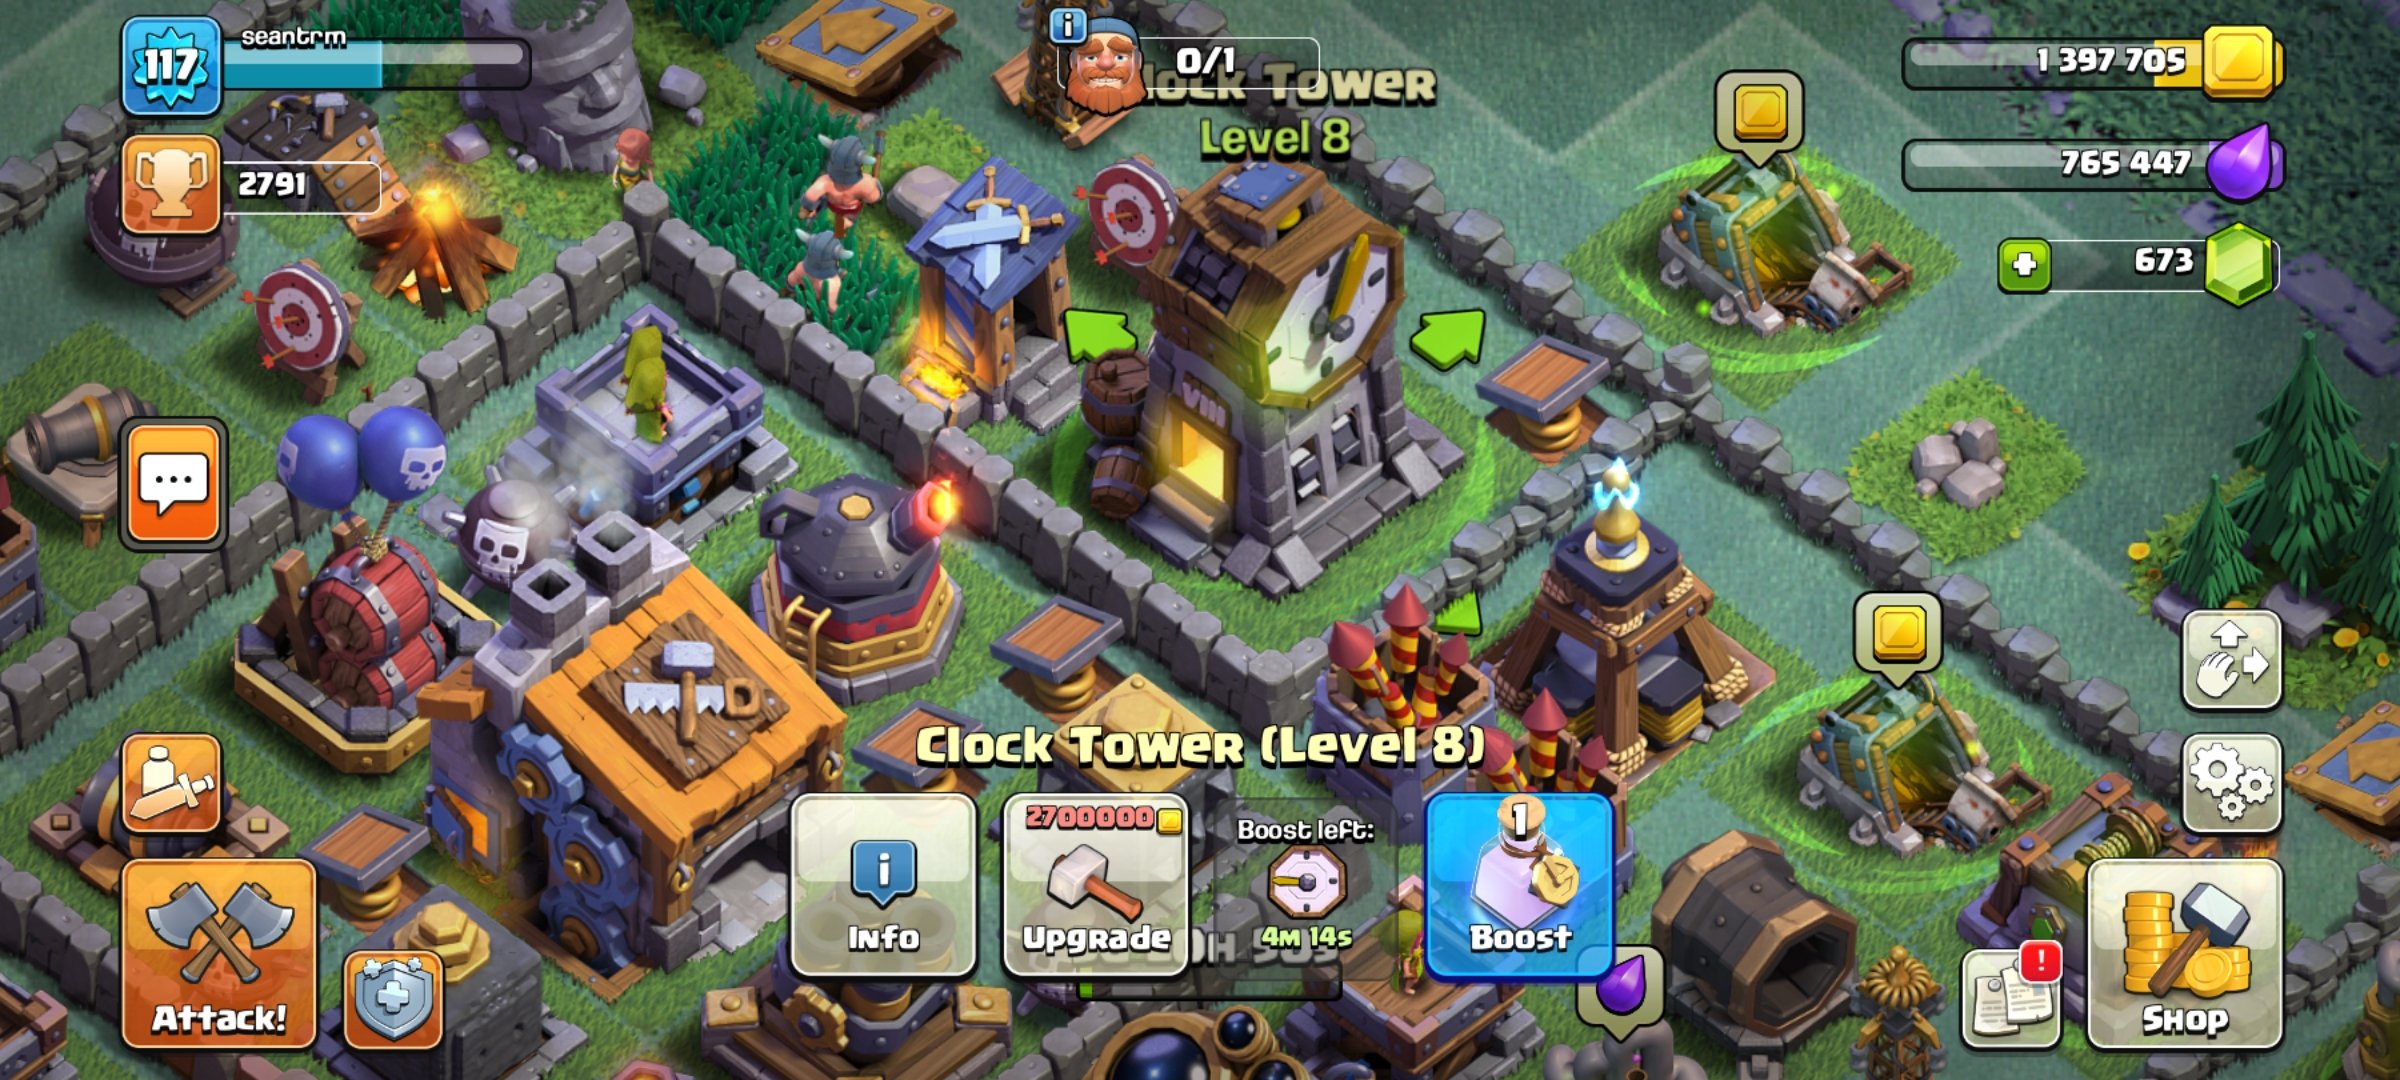 117
seantrm
0/1
1 397 705
Clock Tower
Level 8
765 447
2791
673
VIII
Clock Tower (Level 8)
2700000
Boost left:
1
Info
Upgrade
4m 14s
Boost
Attack!
!
Shop